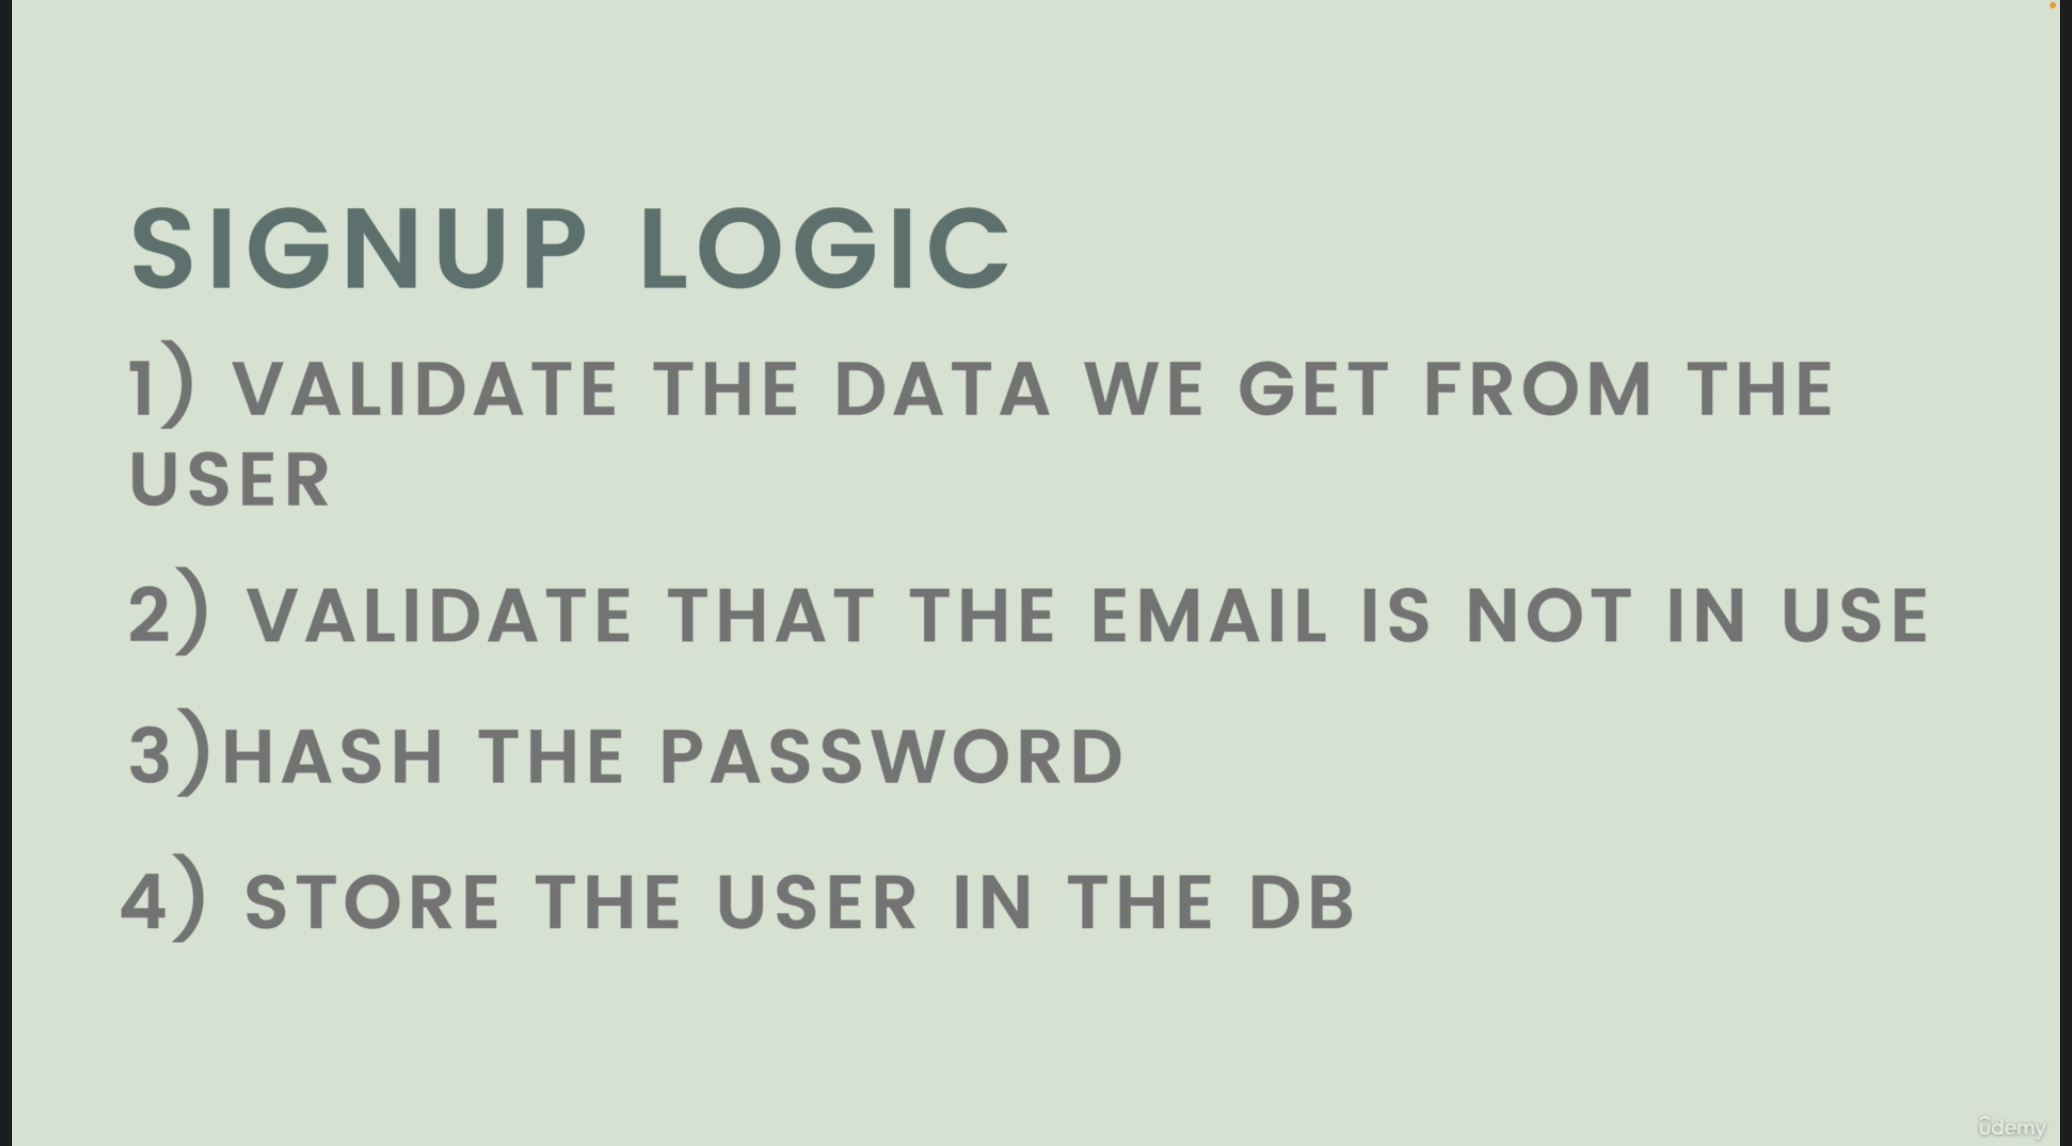 SIGNUP LOGIC
1) VALIDATE THE DATA WE GET FROM THE
USER
2) VALIDATE THAT THE EMAIL IS NOT IN USE
3)HASH THE PASSWORD
4) STORE THE USER IN THE DB
ûdemy